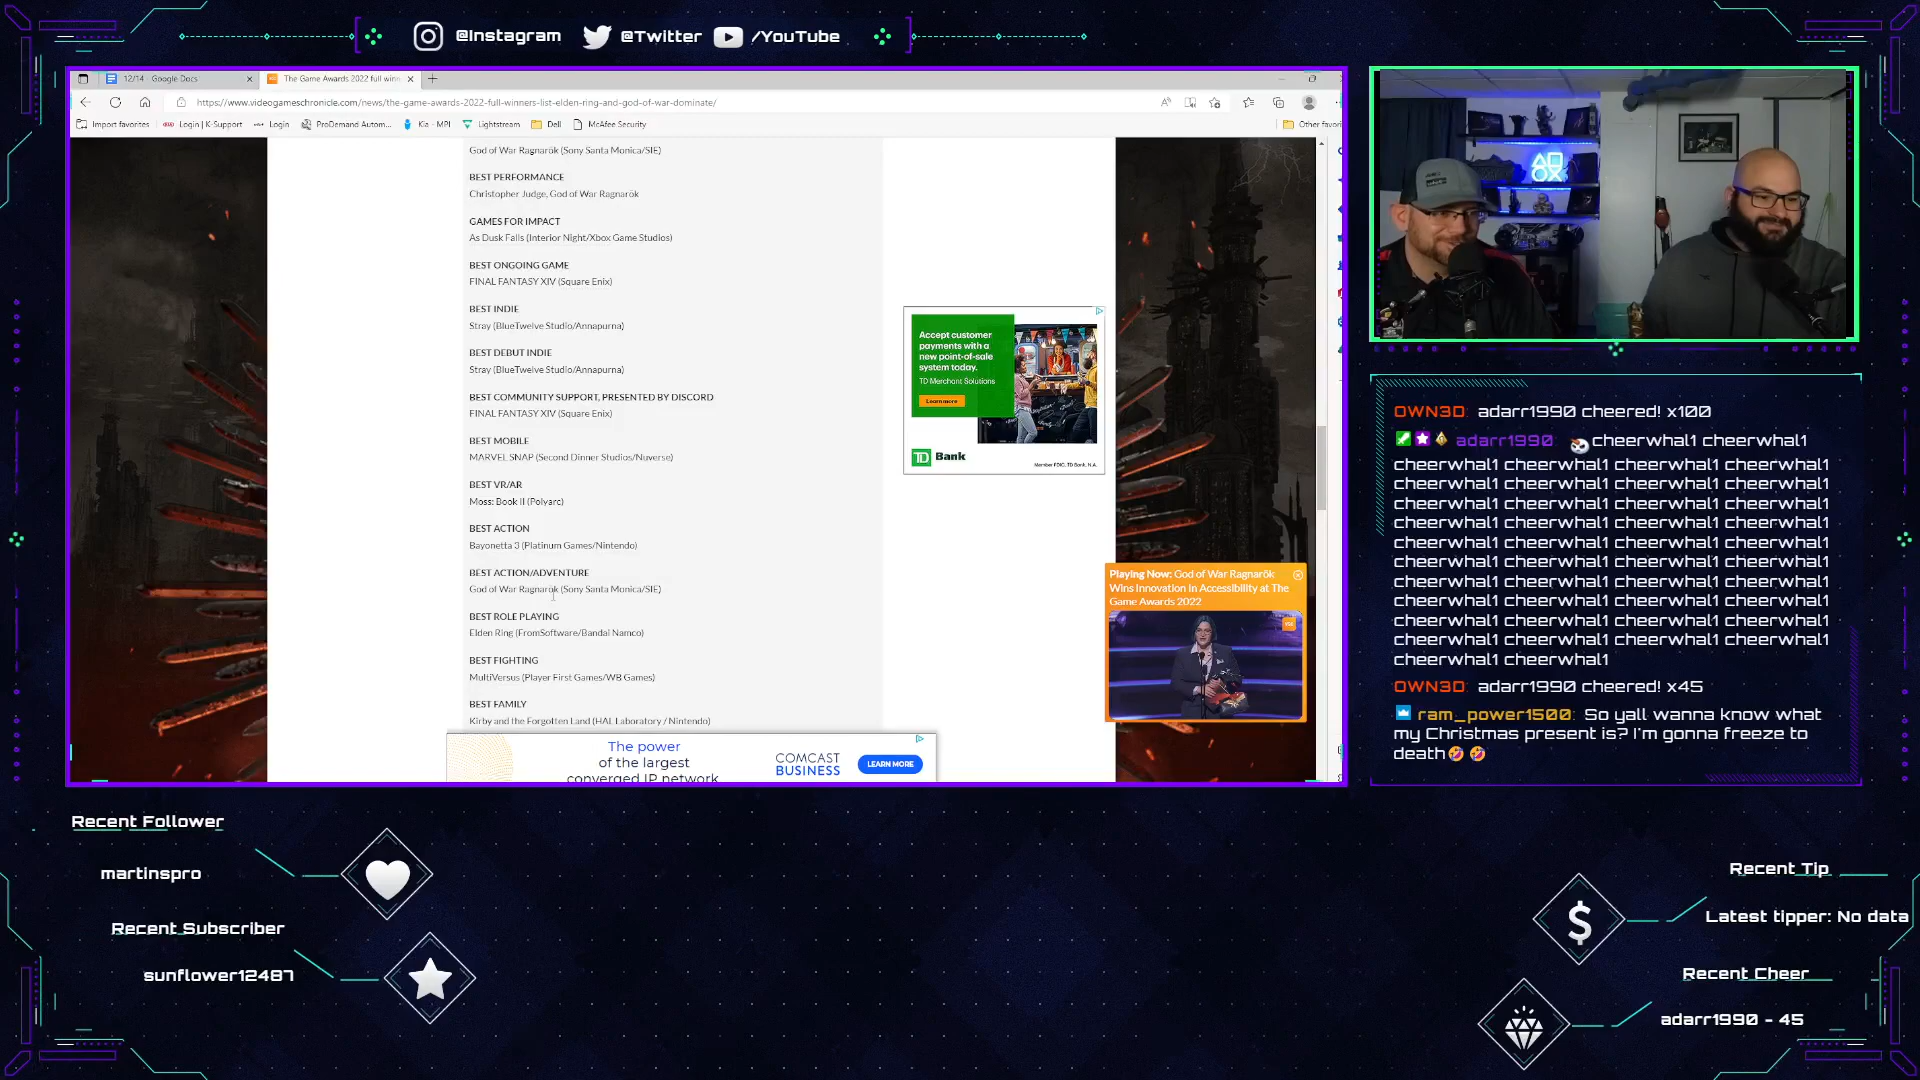 @Instagram @Twitter /YouTube
12/14 - Google Docs The Game Awards 2022 full winn
https://www.videogameschronicle.com/news/the-game-awards-2022-full-winners-list-elden-ring-and-god-of-war-dominate/
Import favorites Login | K-Support Login ProDemand Autom... Kia - MPI Lightstream Dell McAfee Security Other favori
God of War Ragnarök (Sony Santa Monica/SIE)
BEST PERFORMANCE
Christopher Judge, God of War Ragnarök
GAMES FOR IMPACT
As Dusk Falls (Interior Night/Xbox Game Studios)
BEST ONGOING GAME
FINAL FANTASY XIV (Square Enix)
BEST INDIE
Stray (BlueTwelve Studio/Annapurna)
BEST DEBUT INDIE
Stray (BlueTwelve Studio/Annapurna)
BEST COMMUNITY SUPPORT, PRESENTED BY DISCORD
FINAL FANTASY XIV (Square Enix)
BEST MOBILE
MARVEL SNAP (Second Dinner Studios/Nuverse)
BEST VR/AR
Moss: Book II (Polyarc)
BEST ACTION
Bayonetta 3 (Platinum Games/Nintendo)
BEST ACTION/ADVENTURE
God of War Ragnarök (Sony Santa Monica/SIE)
BEST ROLE PLAYING
Elden Ring (FromSoftware/Bandai Namco)
BEST FIGHTING
MultiVersus (Player First Games/WB Games)
BEST FAMILY
Kirby and the Forgotten Land (HAL Laboratory / Nintendo)
Accept customer
payments with a
new point-of-sale
system today.
TD Merchant Solutions
Learn more
TD Bank
Member FDIC, TD Bank, N.A.
Playing Now: God of War Ragnarök
Wins Innovation In Accessibility at The
Game Awards 2022
The power
of the largest
converged IP network
COMCAST
BUSINESS
LEARN MORE
OWN3D: adarr1990 cheered! x100
adarr1990: cheerwhal1 cheerwhal1
cheerwhal1 cheerwhal1 cheerwhal1 cheerwhal1
cheerwhal1 cheerwhal1 cheerwhal1 cheerwhal1
cheerwhal1 cheerwhal1 cheerwhal1 cheerwhal1
cheerwhal1 cheerwhal1 cheerwhal1 cheerwhal1
cheerwhal1 cheerwhal1 cheerwhal1 cheerwhal1
cheerwhal1 cheerwhal1 cheerwhal1 cheerwhal1
cheerwhal1 cheerwhal1 cheerwhal1 cheerwhal1
cheerwhal1 cheerwhal1 cheerwhal1 cheerwhal1
cheerwhal1 cheerwhal1 cheerwhal1 cheerwhal1
cheerwhal1 cheerwhal1 cheerwhal1 cheerwhal1
cheerwhal1 cheerwhal1
OWN3D: adarr1990 cheered! x45
ram_power1500: So yall wanna know what
my Christmas present is? I'm gonna freeze to
death🤣 🤣
Recent Follower
martinspro
Recent Subscriber
sunflower12487
Recent Tip
Latest tipper: No data
Recent Cheer
adarr1990 - 45